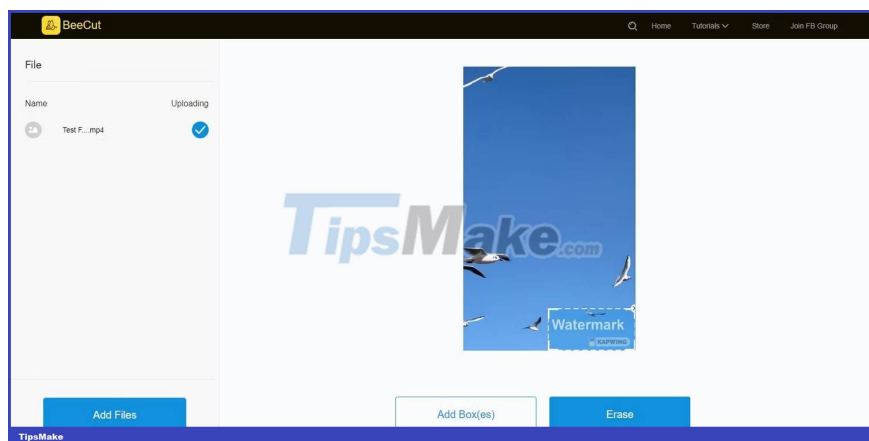 BeeCut
Home Tutorials Store Join FB Group
File
Name Uploading
Test F....mp4
TipsMake.com
Watermark
KAPWING
Add Files
Add Box(es)
Erase
TipsMake